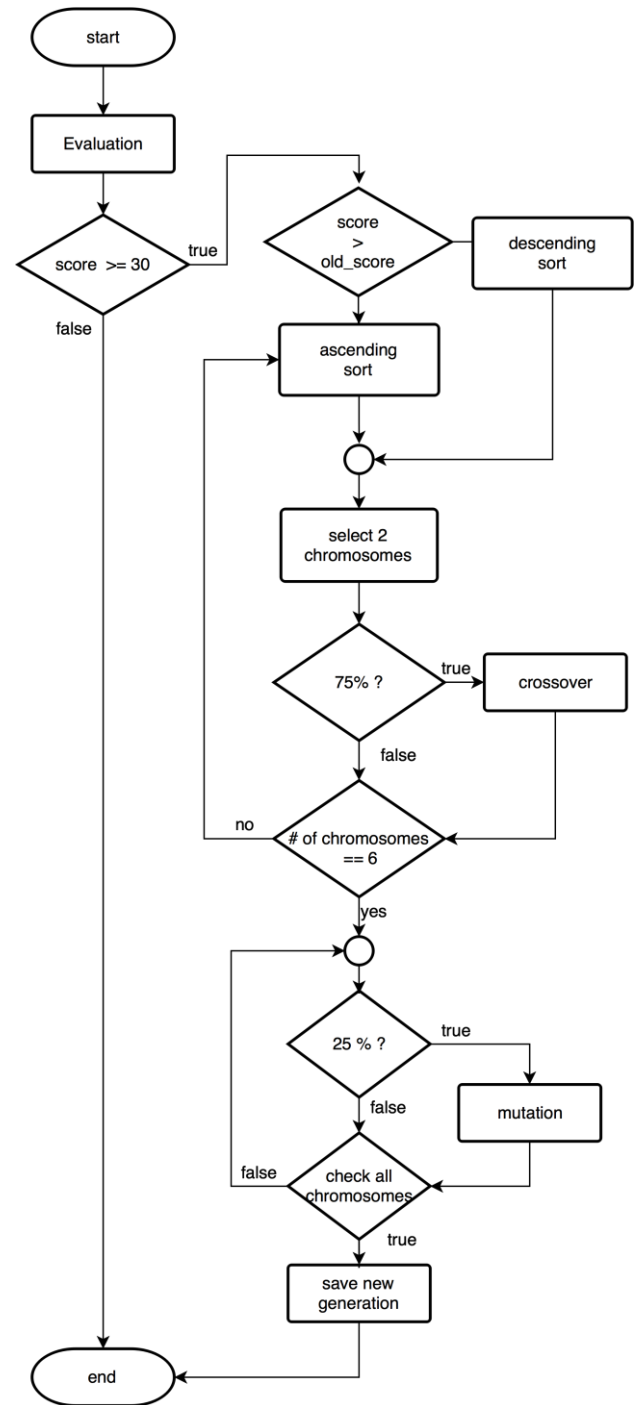 start
Evaluation
score >= 30
true
false
score
>
old_score
descending
sort
ascending
sort
select 2
chromosomes
75% ?
true
crossover
false
no
# of chromosomes
== 6
yes
25 % ?
true
mutation
false
false
check all
chromosomes
true
save new
generation
end